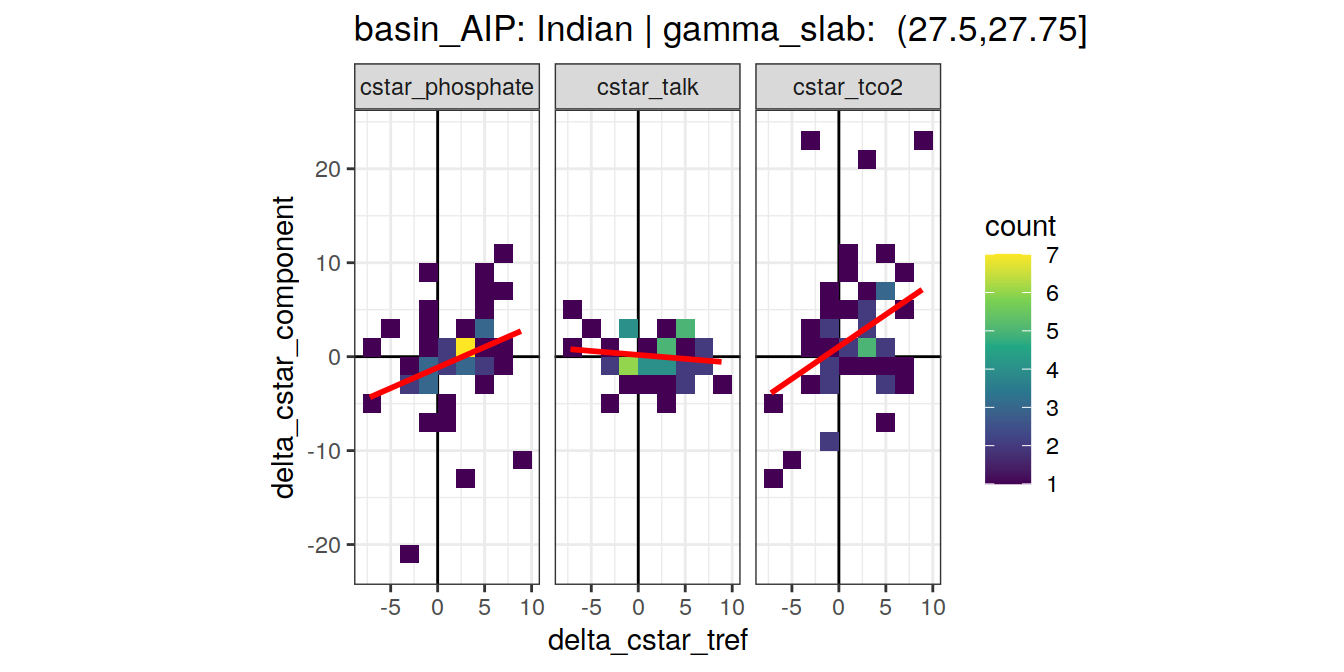 basin_AIP: Indian | gamma_slab:  (27.5,27.75]
cstar_phosphate
cstar_talk
cstar_tco2
delta_cstar_component
20
10
0
-10
-20
-5 0 5 10
-5 0 5 10
-5 0 5 10
delta_cstar_tref
count
7
6
5
4
3
2
1